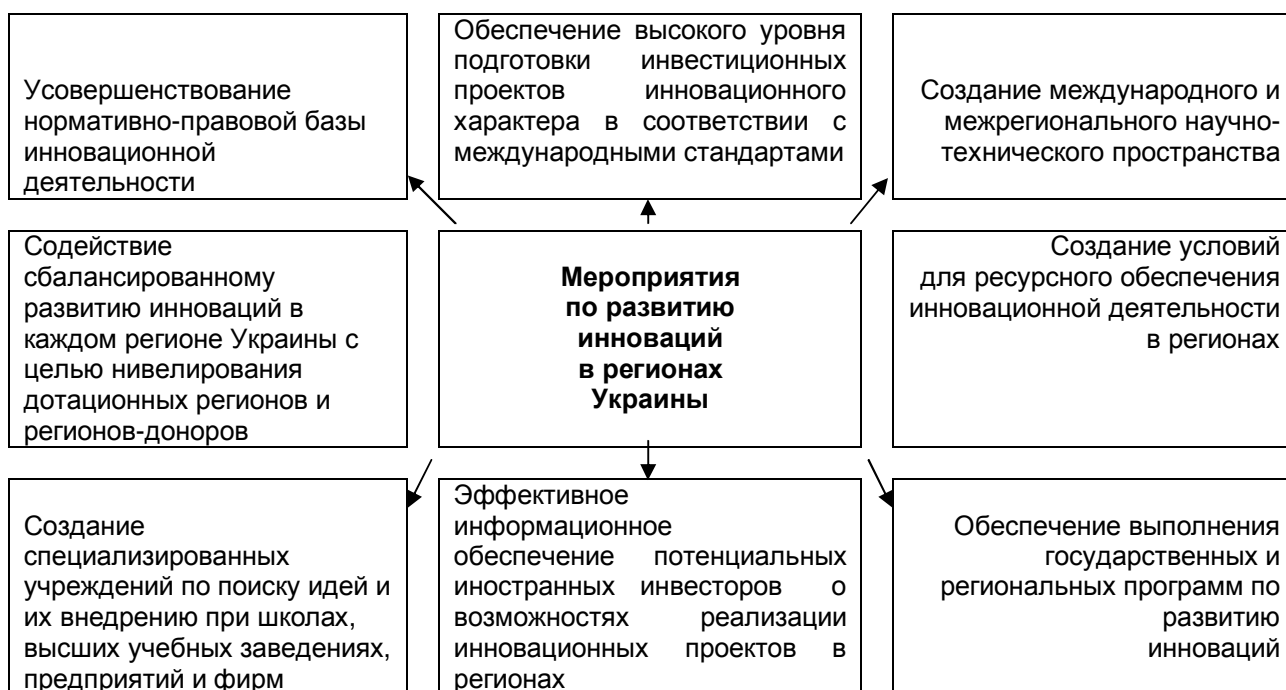 Усовершенствование
нормативно-правовой базы
инновационной
деятельности
Обеспечение высокого уровня
подготовки инвестиционных
проектов инновационного
характера в соответствии с
международными стандартами
Создание международного и
межрегионального научно-
технического пространства
Содействие
сбалансированному
развитию инноваций в
каждом регионе Украины с
целью нивелирования
дотационных регионов и
регионов-доноров
Мероприятия
по развитию
инноваций
в регионах
Украины
Создание условий
для ресурсного обеспечения
инновационной деятельности
в регионах
Создание
специализированных
учреждений по поиску идей и
их внедрению при школах,
высших учебных заведениях,
предприятий и фирм
Эффективное
информационное
обеспечение потенциальных
иностранных инвесторов о
возможностях реализации
инновационных проектов в
регионах
Обеспечение выполнения
государственных и
региональных программ по
развитию
инноваций